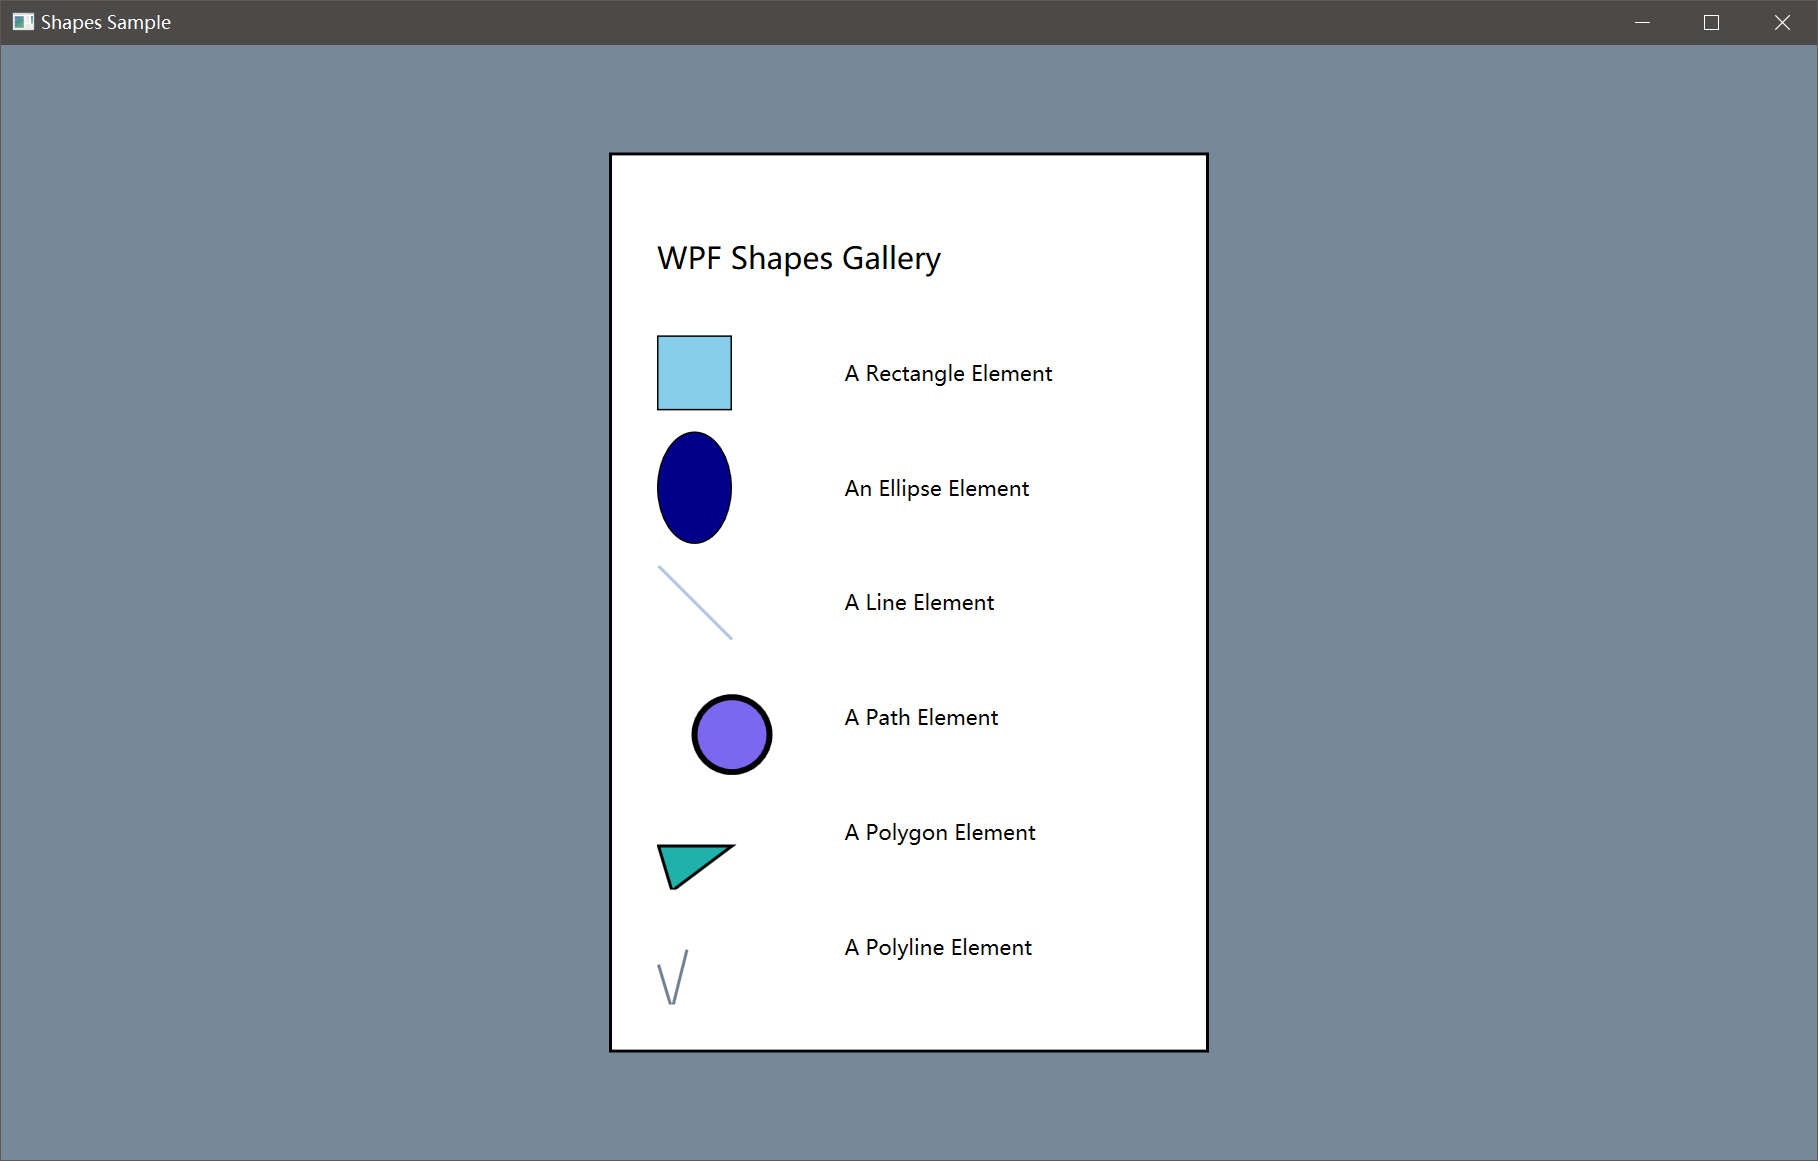 Shapes Sample
WPF Shapes Gallery
A Rectangle Element
An Ellipse Element
A Line Element
A Path Element
A Polygon Element
A Polyline Element